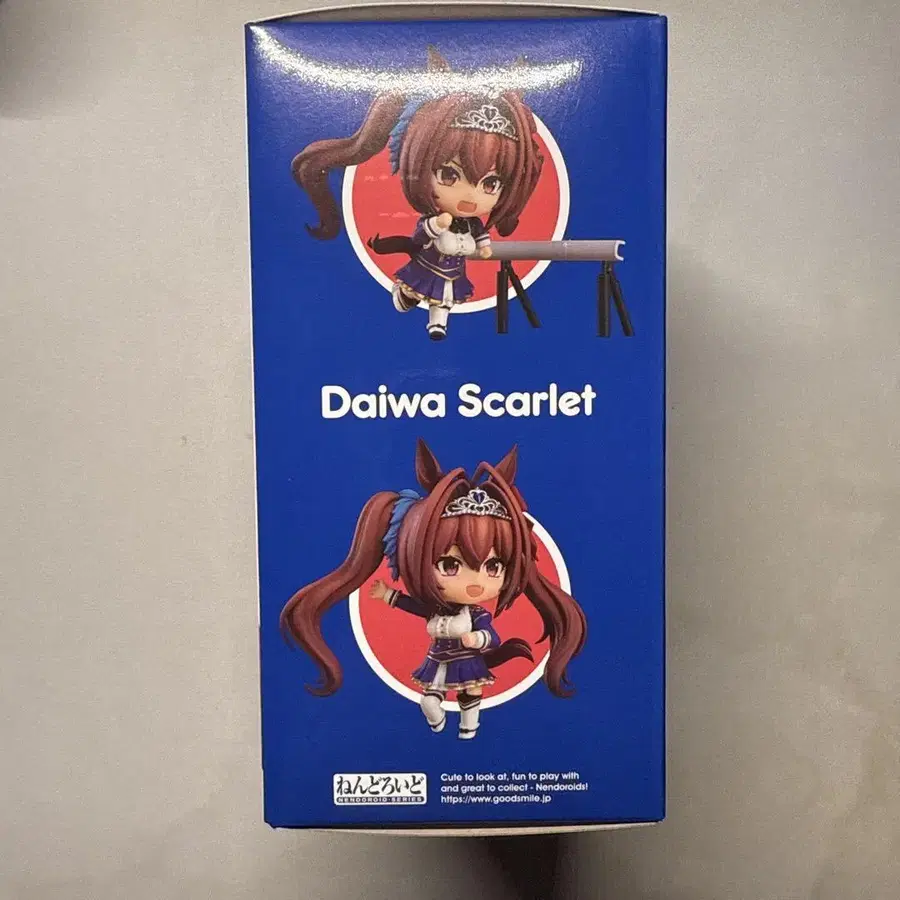 Daiwa Scarlet
ねんどろいど
NENDOROID SERIES
Cute to look at, fun to play with
and great to collect - Nendoroids!
https://www.goodsmile.jp